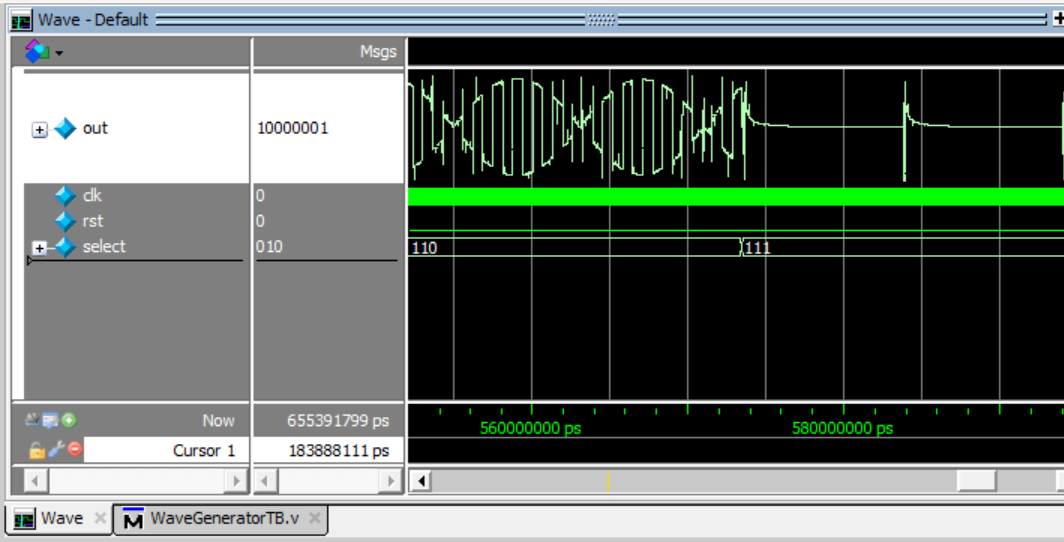 Wave - Default
Msgs
out 10000001
clk 0
rst 0
select 010 110 111
Now 655391799 ps 560000000 ps 580000000 ps
Cursor 1 183888111 ps
Wave WaveGeneratorTB.v